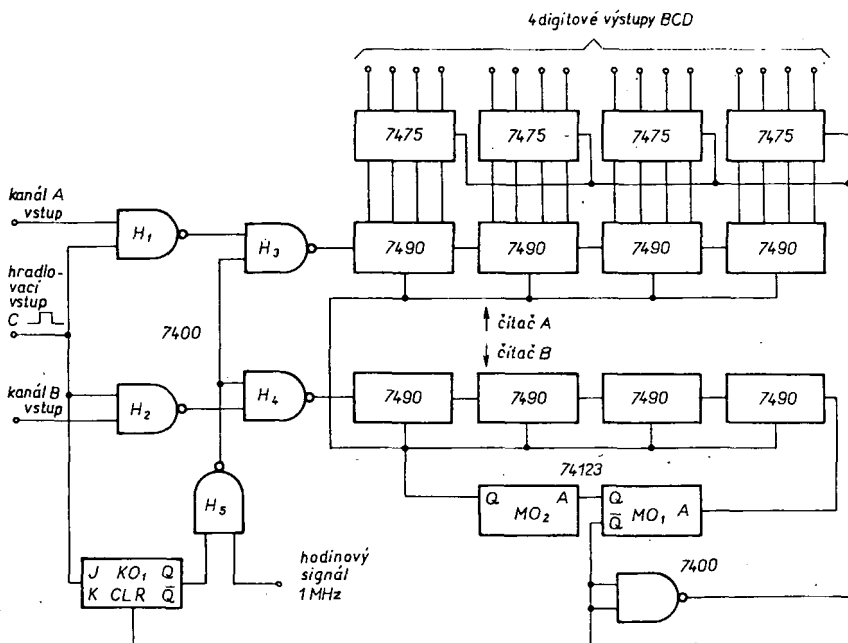 4digitové výstupy BCD
7475
7475
7475
7475
kanál A
vstup
H1
H3
7490
7490
7490
7490
hradlo-
vací
vstup
C
7400
čítač A
čítač B
kanál B
vstup
H2
H4
7490
7490
7490
7490
74123
H5
Q A
MO2
Q
Q̅ MO1 A
hodinový
signál
1 MHz
7400
J KO1 Q
K CLR Q̅